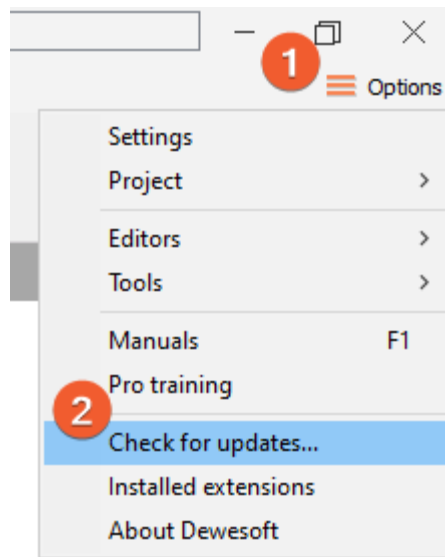 1
Options
Settings
Project
Editors
Tools
Manuals F1
Pro training
2
Check for updates...
Installed extensions
About Dewesoft